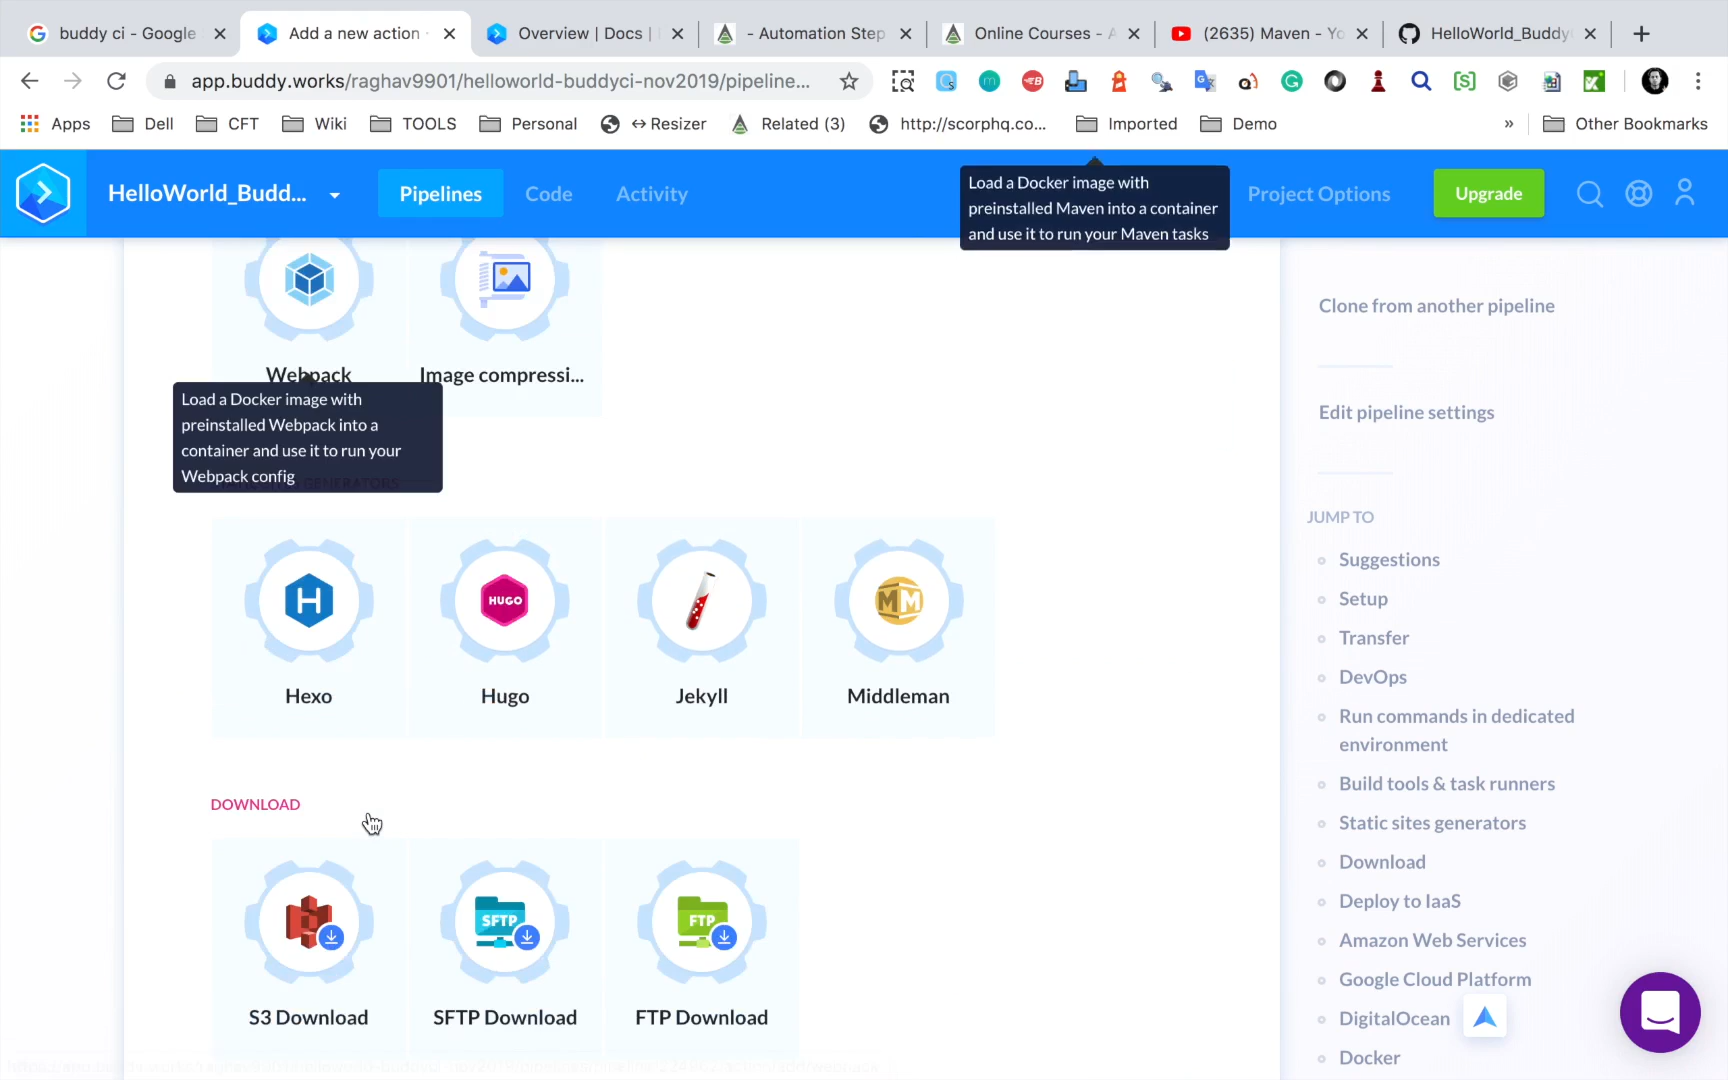 buddy ci - Google
Add a new action
Overview | Docs |
- Automation Step
Online Courses - A
(2635) Maven - Yo
HelloWorld_Buddy
app.buddy.works/raghav9901/helloworld-buddyci-nov2019/pipeline...
Apps
Dell
CFT
Wiki
TOOLS
Personal
↔ Resizer
Related (3)
http://scorphq.co...
Imported
Demo
»
Other Bookmarks
HelloWorld_Budd...
Pipelines
Code
Activity
Load a Docker image with
preinstalled Maven into a container
and use it to run your Maven tasks
Project Options
Upgrade
Webpack
Image compressi...
Load a Docker image with
preinstalled Webpack into a
container and use it to run your
Webpack config
GENERATORS
H
HUGO
MM
Hexo
Hugo
Jekyll
Middleman
DOWNLOAD
SFTP
FTP
S3 Download
SFTP Download
FTP Download
Clone from another pipeline
Edit pipeline settings
JUMP TO
Suggestions
Setup
Transfer
DevOps
Run commands in dedicated
environment
Build tools & task runners
Static sites generators
Download
Deploy to IaaS
Amazon Web Services
Google Cloud Platform
DigitalOcean
Docker